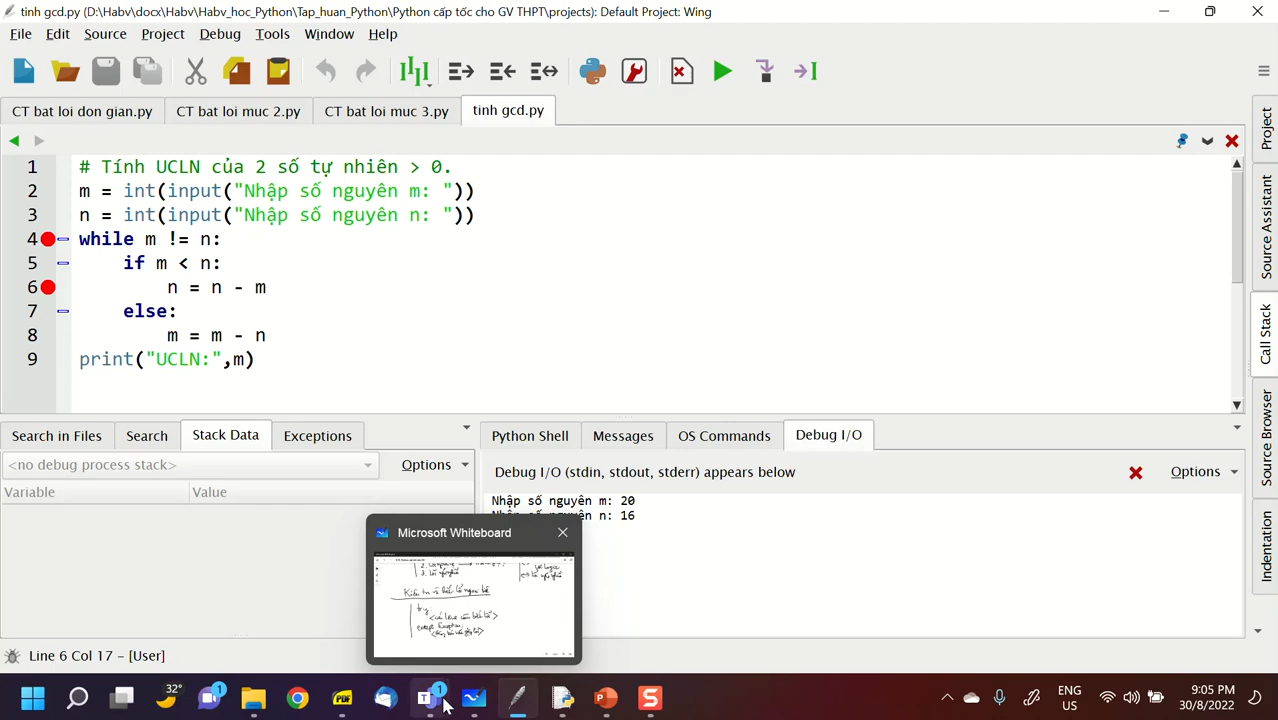 tinh gcd.py (D:\Habv\docx\Habv\Habv_hoc_Python\Tap_huan_Python\Python cấp tốc cho GV THPT\projects): Default Project: Wing
File Edit Source Project Debug Tools Window Help
CT bat loi don gian.py CT bat loi muc 2.py CT bat loi muc 3.py tinh gcd.py
1 # Tính UCLN của 2 số tự nhiên > 0.
2 m = int(input("Nhập số nguyên m: "))
3 n = int(input("Nhập số nguyên n: "))
4 while m != n:
5 if m < n:
6 n = n - m
7 else:
8 m = m - n
9 print("UCLN:",m)
Project
Source Assistant
Call Stack
Source Browser
Indentation
Search in Files Search Stack Data Exceptions
<no debug process stack> Options
Variable Value
Python Shell Messages OS Commands Debug I/O
Debug I/O (stdin, stdout, stderr) appears below Options
Nhập số nguyên m: 20
Nhập số nguyên n: 16
Microsoft Whiteboard
try:
Line 6 Col 17 - [User]
32° 1 PDF T 1 P S
ENG
US
9:05 PM
30/8/2022